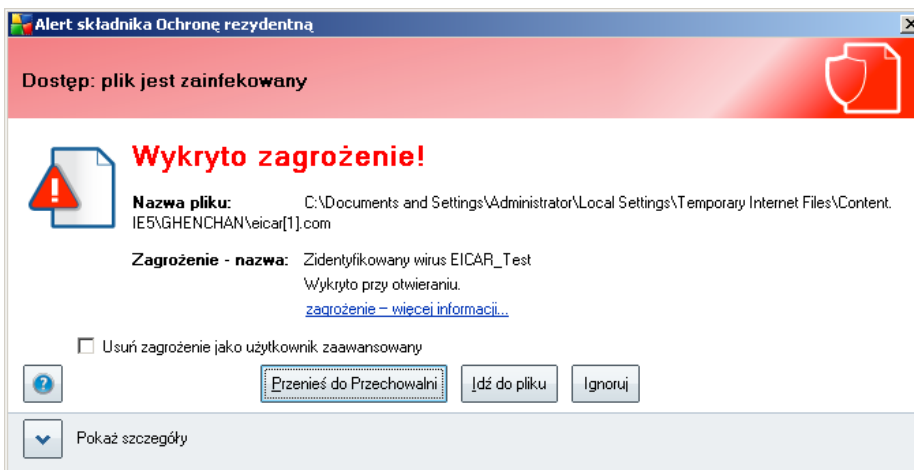 Alert składnika Ochronę rezydentną
Dostęp: plik jest zainfekowany
Wykryto zagrożenie!
Nazwa pliku: C:\Documents and Settings\Administrator\Local Settings\Temporary Internet Files\Content.
IE5\GHENCHAN\eicar[1].com
Zagrożenie - nazwa: Zidentyfikowany wirus EICAR_Test
Wykryto przy otwieraniu.
zagrożenie – więcej informacji...
Usuń zagrożenie jako użytkownik zaawansowany
Przenieś do Przechowalni Idź do pliku Ignoruj
Pokaż szczegóły